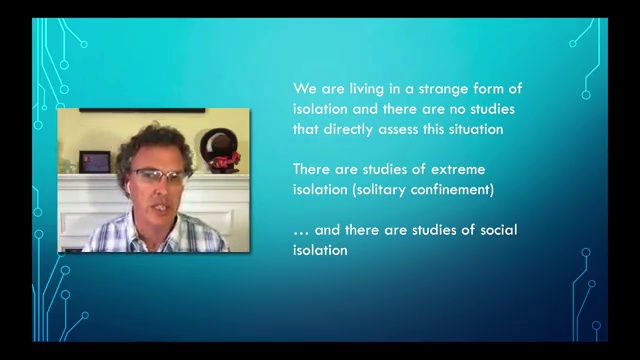 We are living in a strange form of
isolation and there are no studies
that directly assess this situation
There are studies of extreme
isolation (solitary confinement)
... and there are studies of social
isolation